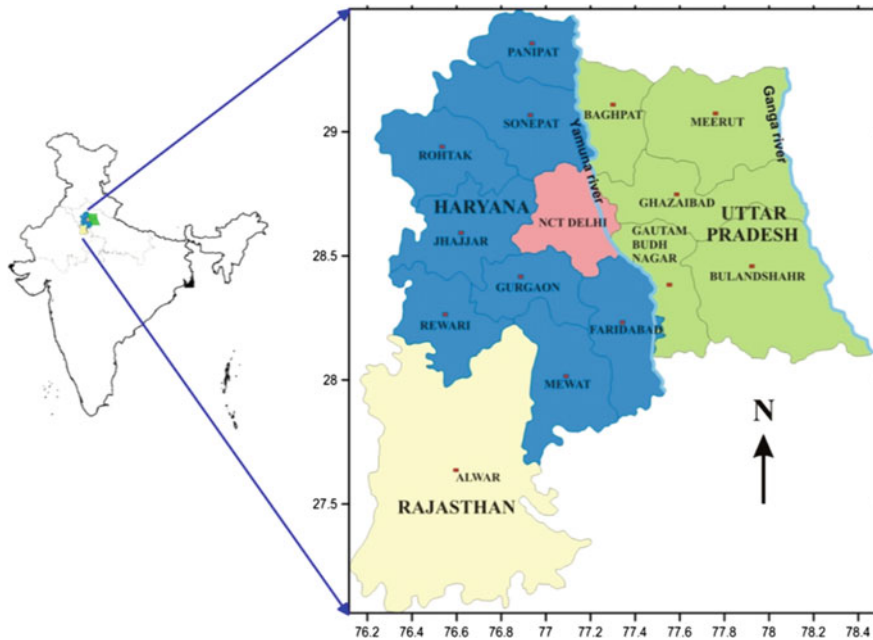 PANIPAT
29
SONEPAT
BAGHPAT
MEERUT
Yamuna river
Ganga river
ROHTAK
HARYANA
NCT DELHI
GHAZAIBAD
UTTAR
PRADESH
JHAJJAR
GAUTAM
BUDH
NAGAR
28.5
GURGAON
BULANDSHAHR
REWARI
FARIDABAD
28
MEWAT
N
ALWAR
27.5
RAJASTHAN
76.2 76.4 76.6 76.8 77 77.2 77.4 77.6 77.8 78 78.2 78.4